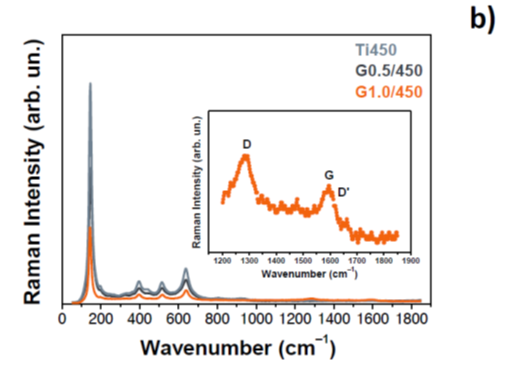 b)
Ti450
G0.5/450
G1.0/450
Raman Intensity (arb. un.)
Raman Intensity (arb. un.)
D
G
D'
1200 1300 1400 1500 1600 1700 1800 1900
Wavenumber (cm⁻¹)
0 200 400 600 800 1000 1200 1400 1600 1800
Wavenumber (cm⁻¹)